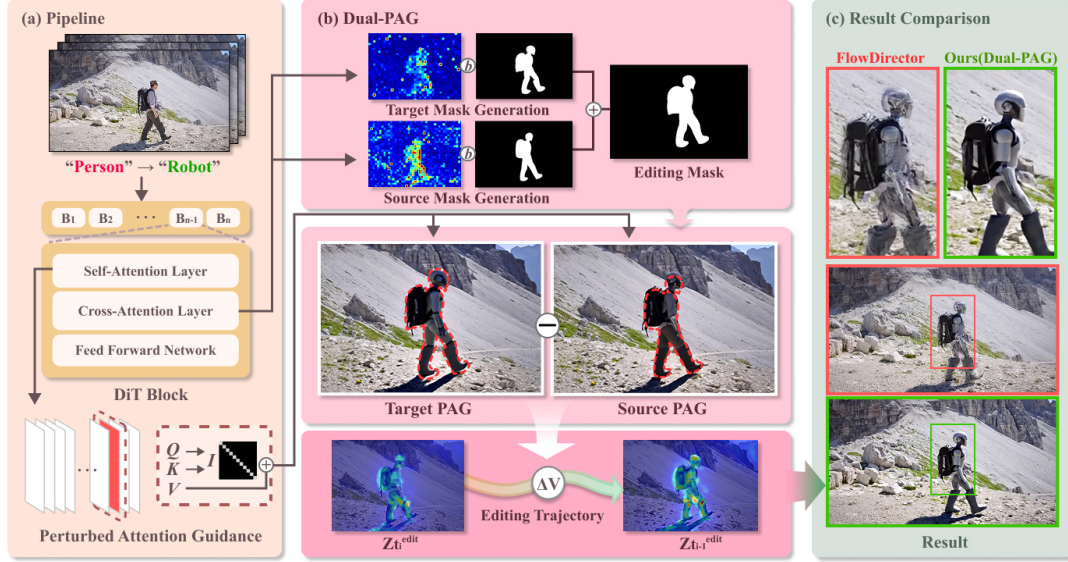 (a) Pipeline
“Person” → “Robot”
B1 B2 ··· Bn-1 Bn
Self-Attention Layer
Cross-Attention Layer
Feed Forward Network
DiT Block
Q
K
V
I
Perturbed Attention Guidance
(b) Dual-PAG
b
Target Mask Generation
b
Source Mask Generation
Editing Mask
Target PAG
Source PAG
ΔV
Editing Trajectory
Zti edit
Zti-1 edit
(c) Result Comparison
FlowDirector
Ours(Dual-PAG)
Result